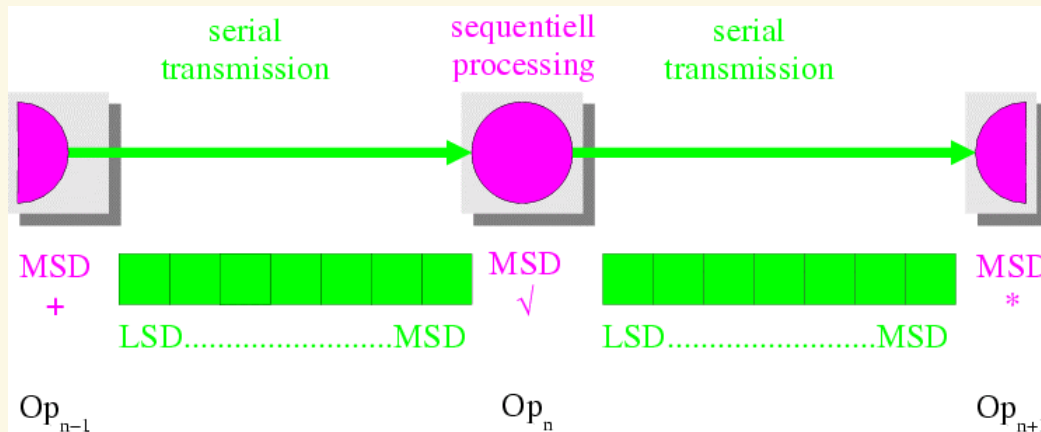 serial
transmission
sequentiell
processing
serial
transmission
MSD
+
MSD
√
MSD
*
LSD..........................MSD
LSD..........................MSD
Op n−1
Op n
Op n+1